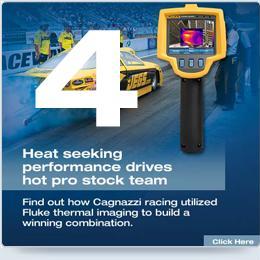 4
JEGS
Heat seeking
performance drives
hot pro stock team
Find out how Cagnazzi racing utilized
Fluke thermal imaging to build a
winning combination.
Click Here